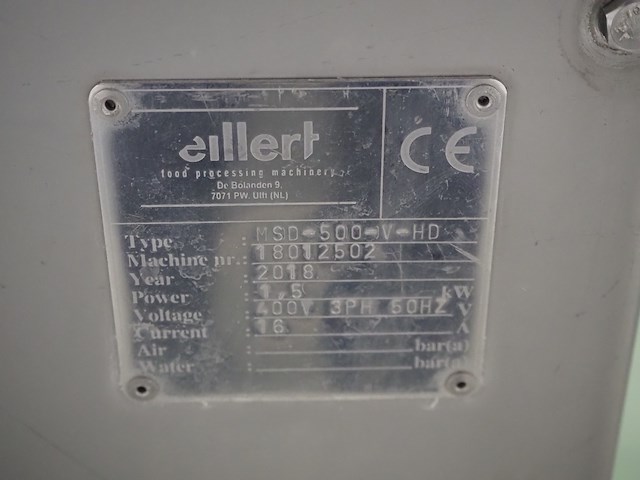 eillert
food processing machinery
De Bolanden 9,
7071 PW. Ulft (NL)
CE
Type : MSD-500-V-HD
Machine nr.: 18012502
Year : 2018
Power : 1,5 kW
Voltage : 400V 3PH 50HZ V
Current : 16 A
Air : bar(a)
Water : bar(a)